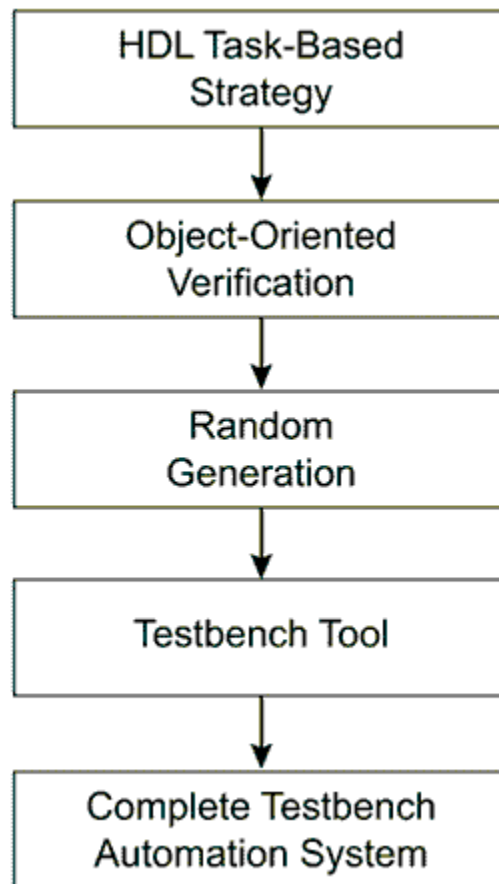 HDL Task-Based
Strategy
Object-Oriented
Verification
Random
Generation
Testbench Tool
Complete Testbench
Automation System